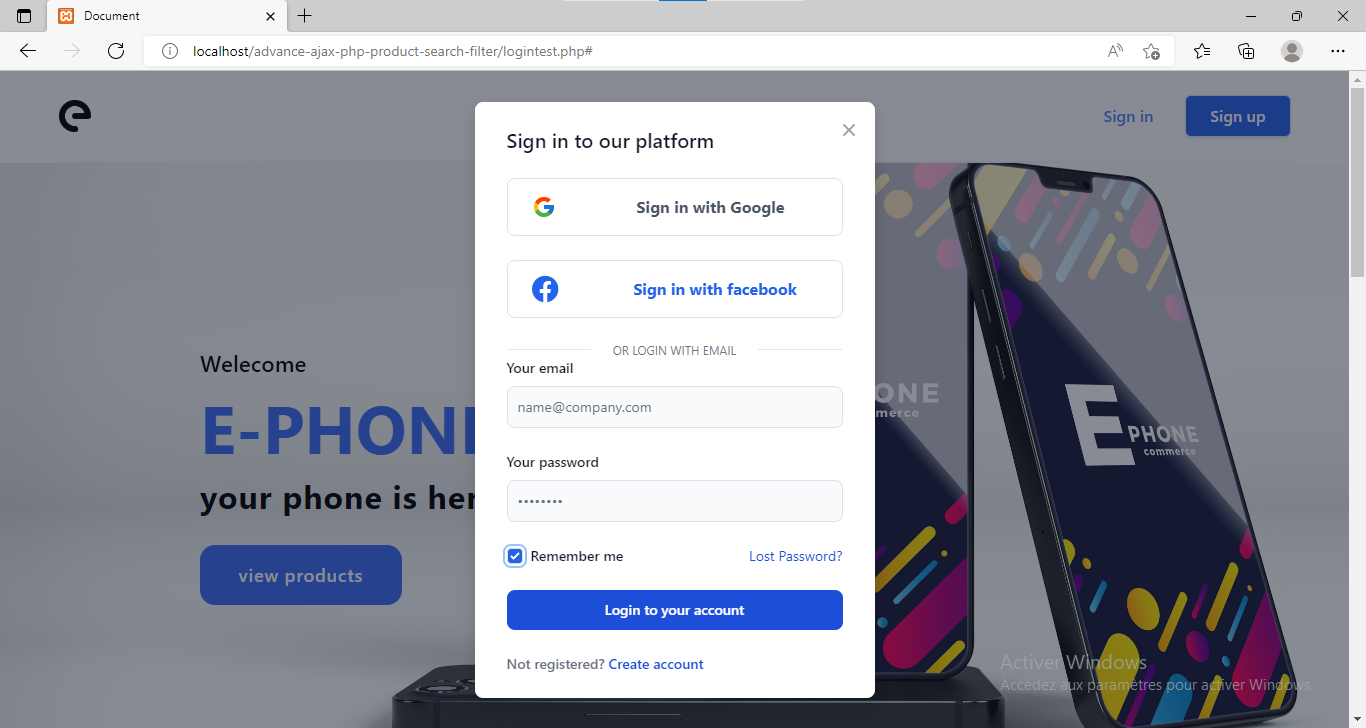 Document
localhost/advance-ajax-php-product-search-filter/logintest.php#
Sign in
Sign up
Sign in to our platform
Sign in with Google
Sign in with facebook
OR LOGIN WITH EMAIL
Your email
name@company.com
Your password
••••••••
Remember me
Lost Password?
Login to your account
Not registered? Create account
Welecome
E-PHONE
your phone is her
view products
ONE
merce
E PHONE
commerce
Activer Windows
Accédez aux paramètres pour activer Windows.